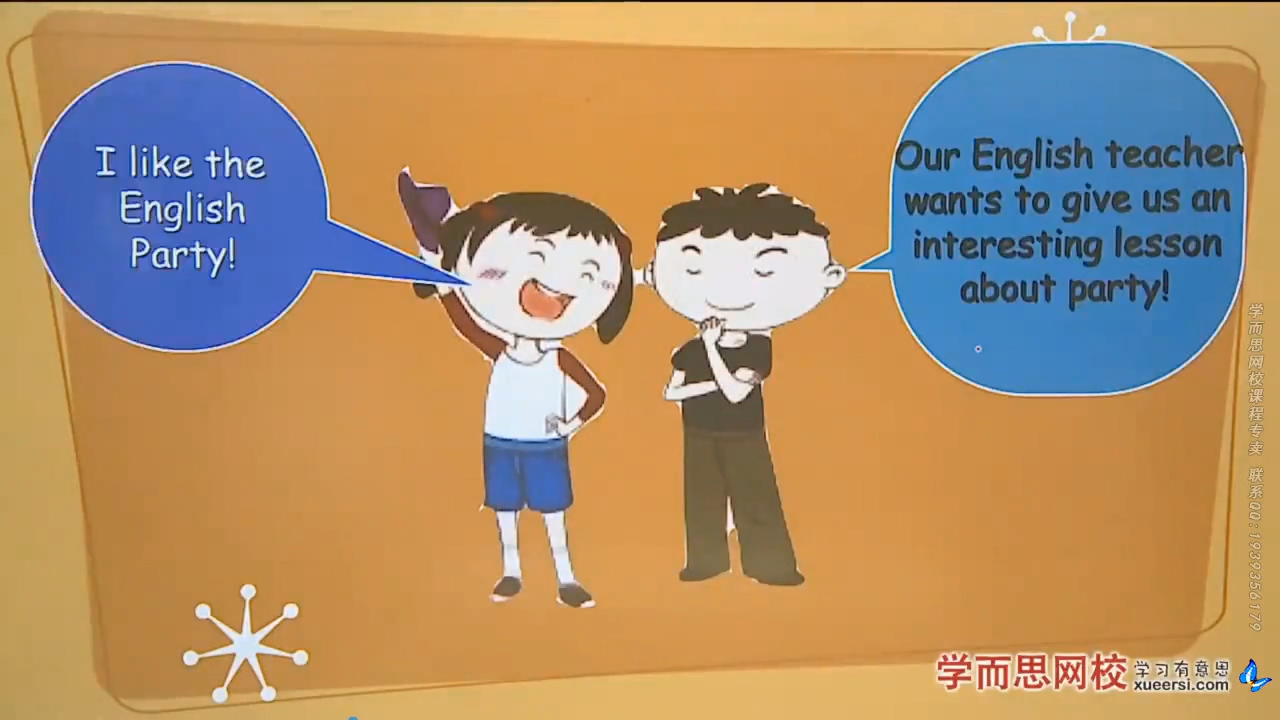 I like the
English
Party!
Our English teacher
wants to give us an
interesting lesson
about party!
学而思网校课程专卖 联系QQ:1939356179
学而思网校
学习有意思
xueersi.com